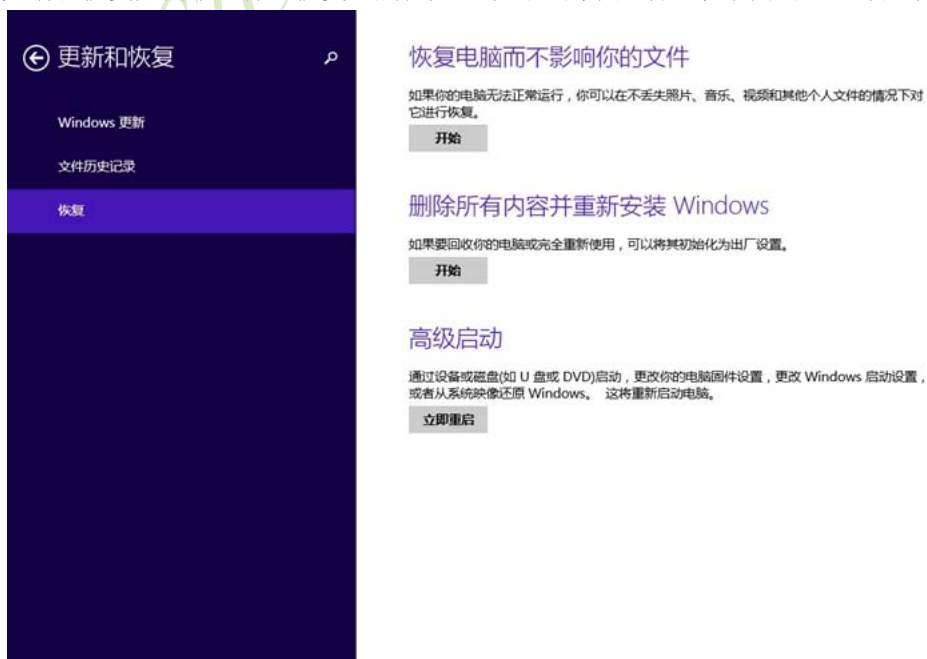 更新和恢复
Windows 更新
文件历史记录
恢复
恢复电脑而不影响你的文件
如果你的电脑无法正常运行，你可以在不丢失照片、音乐、视频和其他个人文件的情况下对
它进行恢复。
开始
删除所有内容并重新安装 Windows
如果要回收你的电脑或完全重新使用，可以将其初始化为出厂设置。
开始
高级启动
通过设备或磁盘(如 U 盘或 DVD)启动，更改你的电脑固件设置，更改 Windows 启动设置，
或者从系统映像还原 Windows。 这将重新启动电脑。
立即重启